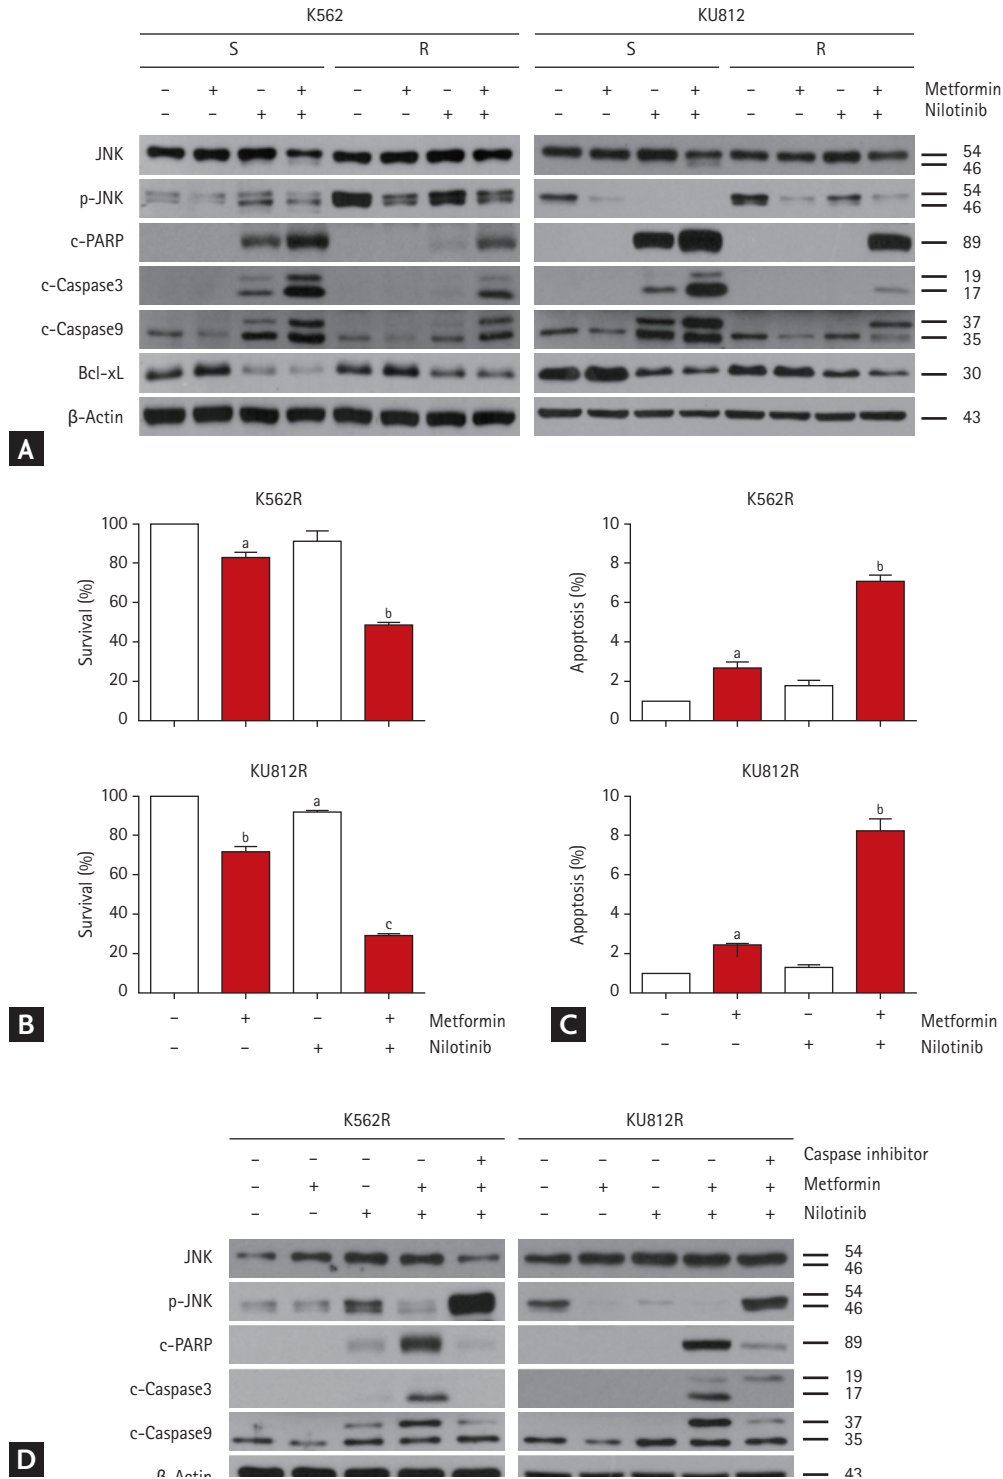 K562 KU812
S R S R
– + – + – + – + – + – + – + – + Metformin
– – + + – – + + – – + + – – + + Nilotinib
JNK 54
46
p-JNK 54
46
c-PARP 89
c-Caspase3 19
17
c-Caspase9 37
35
Bcl-xL 30
β-Actin 43
A
K562R
100
80
60
40
20
0
Survival (%)
a
b
KU812R
100
80
60
40
20
0
Survival (%)
b
a
c
– + – + Metformin
– – + + Nilotinib
B
K562R
10
8
6
4
2
0
Apoptosis (%)
a
b
KU812R
10
8
6
4
2
0
Apoptosis (%)
a
b
– + – + Metformin
– – + + Nilotinib
C
K562R KU812R
– – – – + – – – – + Caspase inhibitor
– + – + + – + – + + Metformin
– – + + + – – + + + Nilotinib
JNK 54
46
p-JNK 54
46
c-PARP 89
c-Caspase3 19
17
c-Caspase9 37
35
β-Actin 43
D